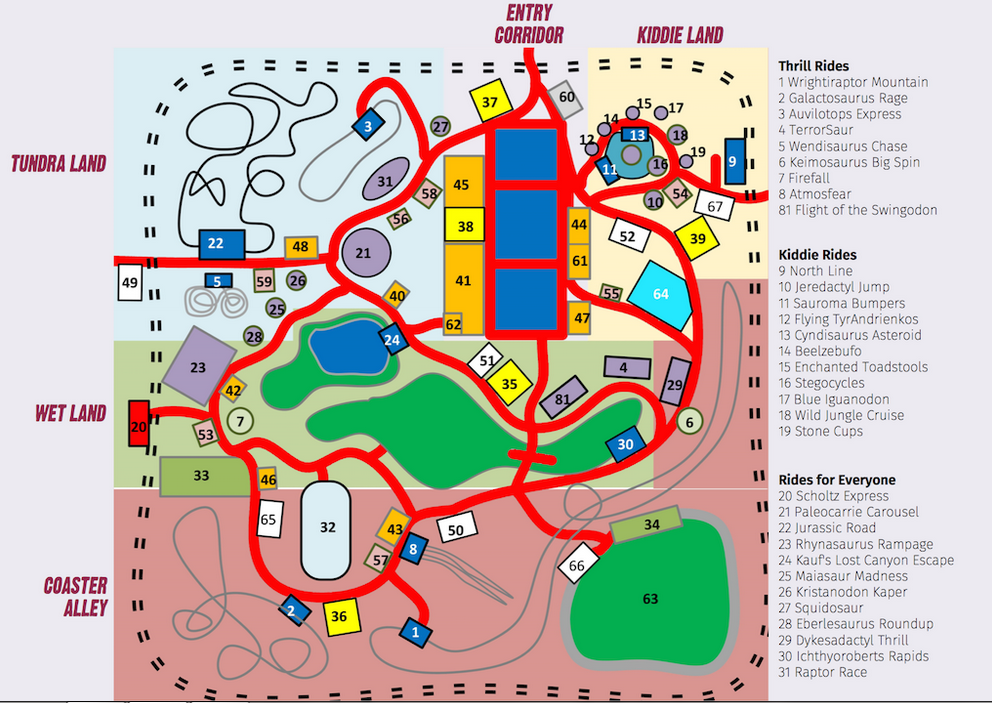 ENTRY
CORRIDOR
KIDDIE LAND
TUNDRA LAND
WET LAND
COASTER
ALLEY
37
60
15
17
14
3
27
13
18
12
19
9
16
11
31
45
58
10
54
67
56
38
44
52
39
22
48
21
61
49
5
59
26
41
64
40
55
25
62
47
28
24
51
23
35
4
29
42
81
20
7
6
53
30
33
46
65
32
43
50
34
8
57
66
63
2
36
1
Thrill Rides
1 Wrightiraptor Mountain
2 Galactosaurus Rage
3 Auvilotops Express
4 TerrorSaur
5 Wendisaurus Chase
6 Keimosaurus Big Spin
7 Firefall
8 Atmosfear
81 Flight of the Swingodon
Kiddie Rides
9 North Line
10 Jeredactyl Jump
11 Sauroma Bumpers
12 Flying TyrAndrienkos
13 Cyndisaurus Asteroid
14 Beelzebufo
15 Enchanted Toadstools
16 Stegocycles
17 Blue Iguanodon
18 Wild Jungle Cruise
19 Stone Cups
Rides for Everyone
20 Scholtz Express
21 Paleocarrie Carousel
22 Jurassic Road
23 Rhynasaurus Rampage
24 Kauf's Lost Canyon Escape
25 Maiasaur Madness
26 Kristanodon Kaper
27 Squidosaur
28 Eberlesaurus Roundup
29 Dykesadactyl Thrill
30 Ichthyoroberts Rapids
31 Raptor Race